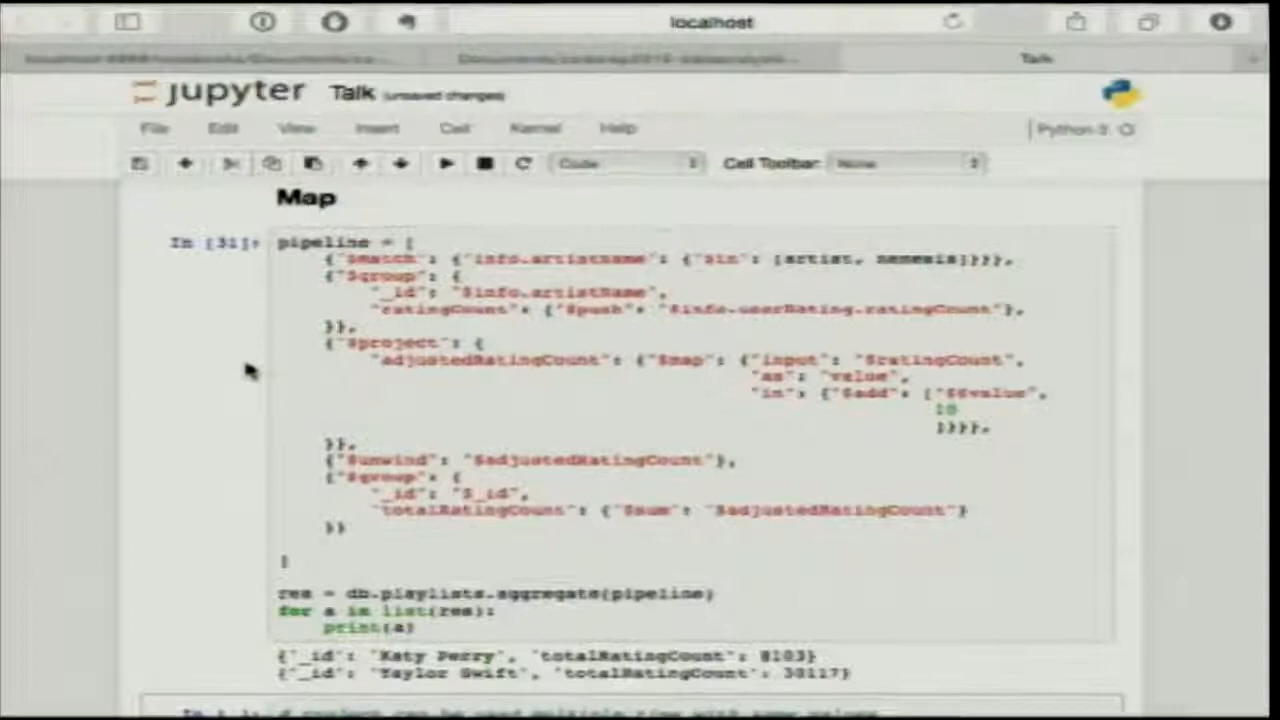 localhost
Talk
jupyter Talk (unsaved changes)
File Edit View Insert Cell Kernel Help
Python 3
Code Cell Toolbar: None
Map
In [31]: pipeline = [
{"$match": {"info.artistName": {"$in": [artist, nemesis]}}},
{"$group": {
"_id": "$info.artistName",
"ratingCount": {"$push": "$info.userRating.ratingCount"},
}},
{"$project": {
"adjustedRatingCount": {"$map": {"input": "$ratingCount",
"as": "value",
"in": {"$add": ["$$value",
10
]}}},
}},
{"$unwind": "$adjustedRatingCount"},
{"$group": {
"_id": "$_id",
"totalRatingCount": {"$sum": "$adjustedRatingCount"}
}}
]
res = db.playlists.aggregate(pipeline)
for a in list(res):
print(a)
{'_id': 'Katy Perry', 'totalRatingCount': 8103}
{'_id': 'Taylor Swift', 'totalRatingCount': 30117}